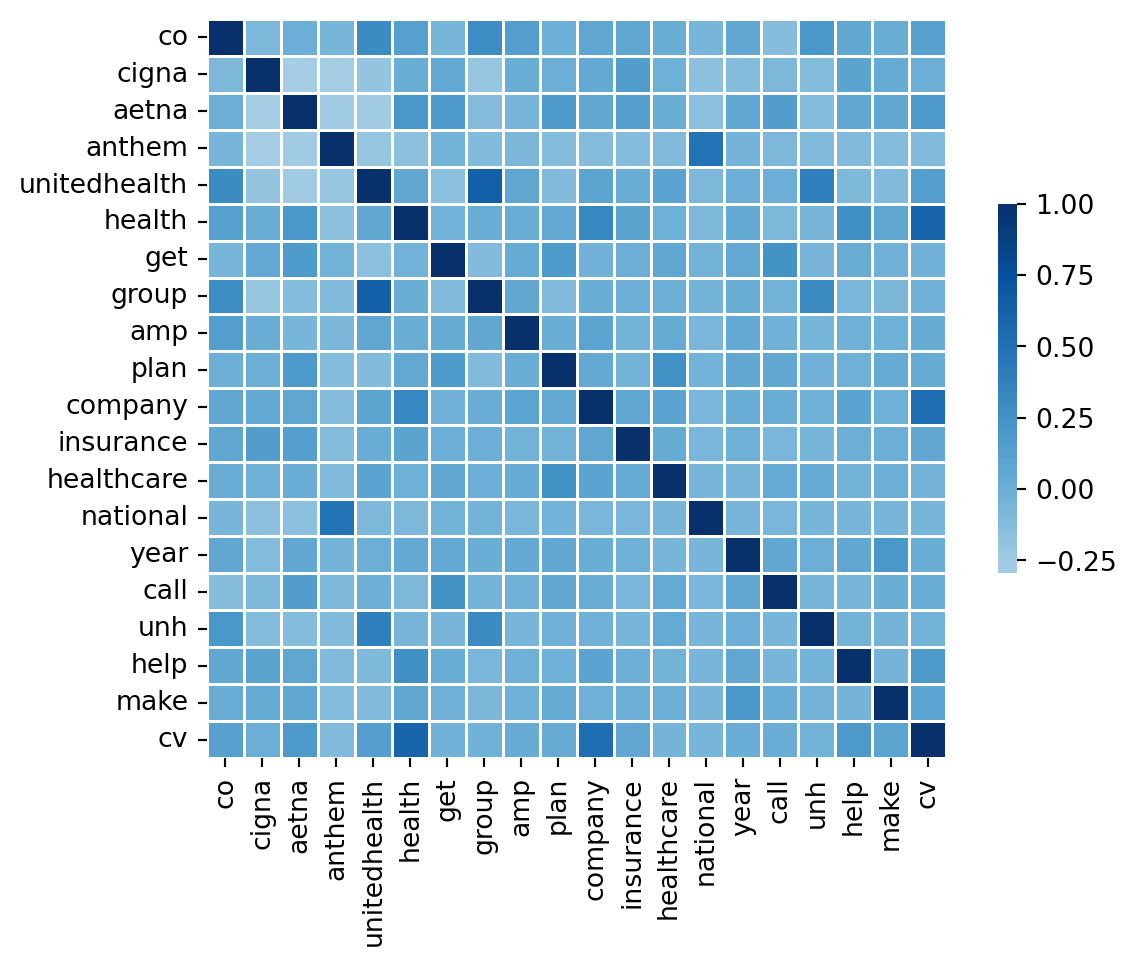 co
cigna
aetna
anthem
unitedhealth
health
get
group
amp
plan
company
insurance
healthcare
national
year
call
unh
help
make
cv
co
cigna
aetna
anthem
unitedhealth
health
get
group
amp
plan
company
insurance
healthcare
national
year
call
unh
help
make
cv
1.00
0.75
0.50
0.25
0.00
−0.25